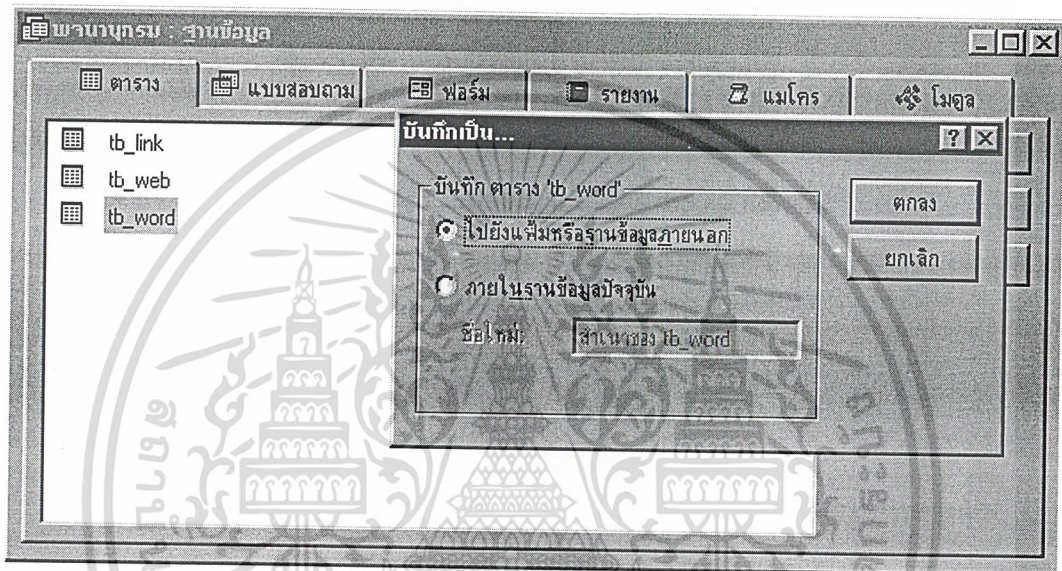 พจนานุกรม : ฐานข้อมูล
ตาราง แบบสอบถาม ฟอร์ม รายงาน แมโคร โมดูล
tb_link
tb_web
tb_word
บันทึกเป็น...
บันทึก ตาราง 'tb_word'
ไปยังแฟ้มหรือฐานข้อมูลภายนอก
ภายในฐานข้อมูลปัจจุบัน
ชื่อใหม่: สำเนาของ tb_word
ตกลง
ยกเลิก